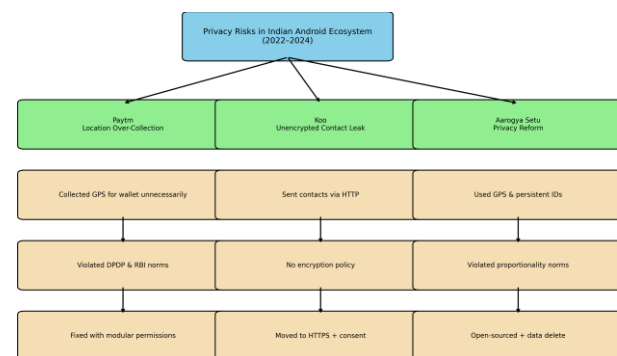 Privacy Risks in Indian Android Ecosystem
(2022–2024)
Paytm
Location Over-Collection
Koo
Unencrypted Contact Leak
Aarogya Setu
Privacy Reform
Collected GPS for wallet unnecessarily
Sent contacts via HTTP
Used GPS & persistent IDs
Violated DPDP & RBI norms
No encryption policy
Violated proportionality norms
Fixed with modular permissions
Moved to HTTPS + consent
Open-sourced + data delete